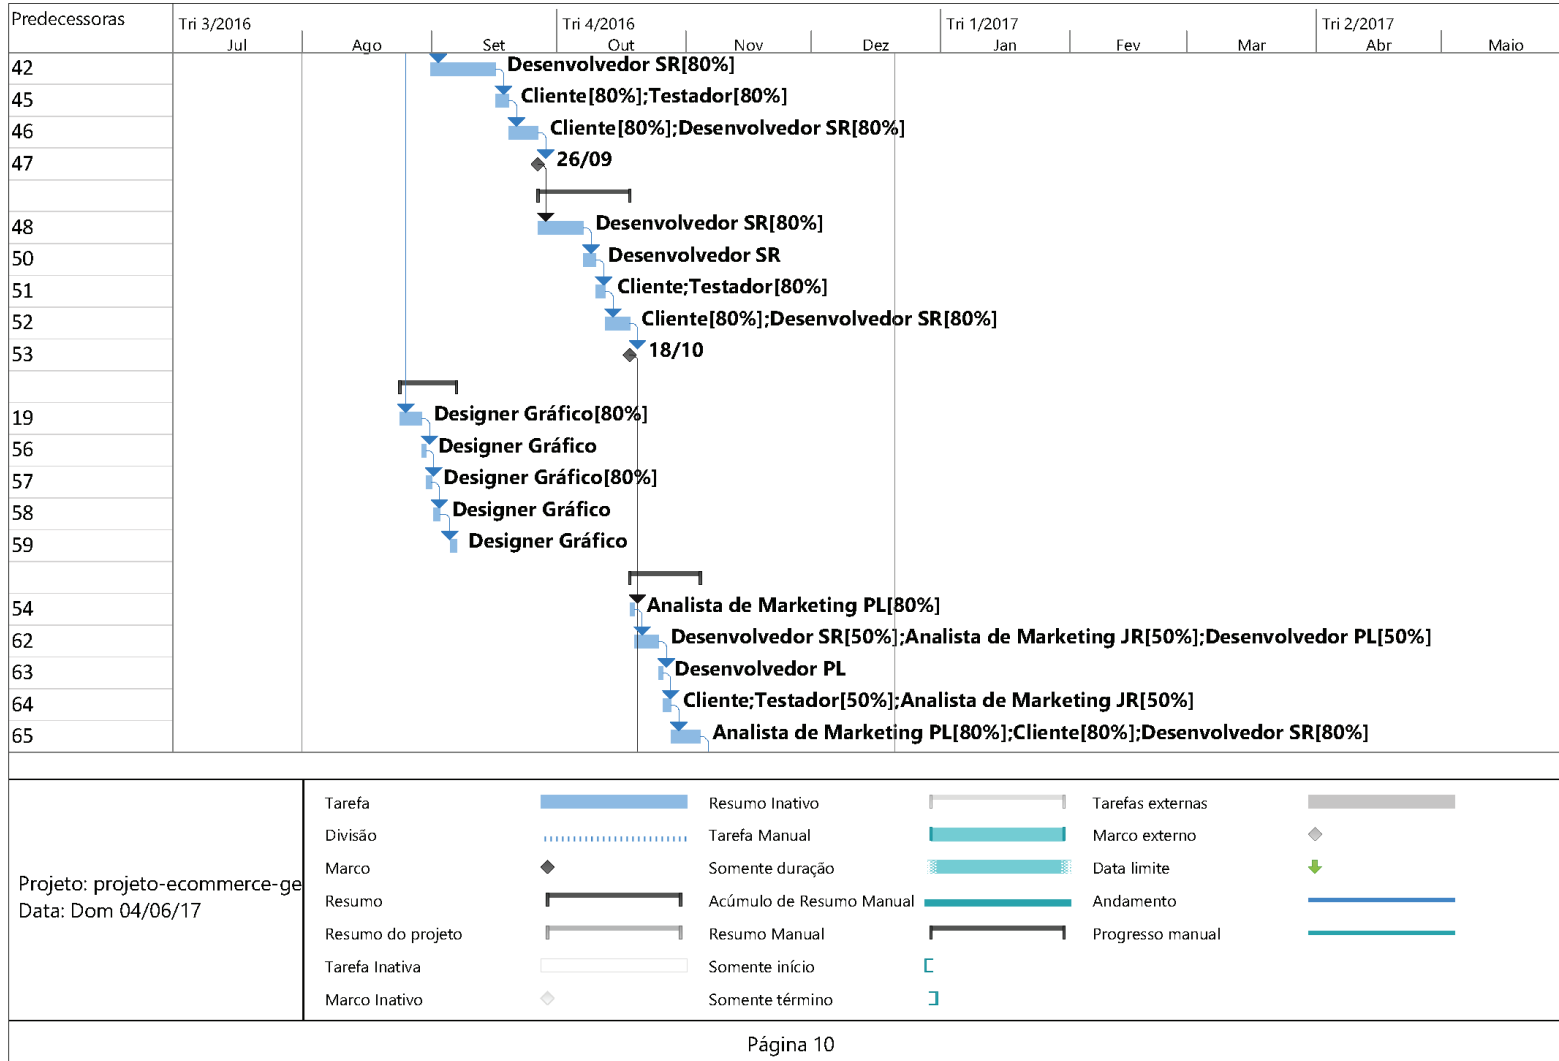 Predecessoras
Tri 3/2016 Tri 4/2016 Tri 1/2017 Tri 2/2017
Jul Ago Set Out Nov Dez Jan Fev Mar Abr Maio
42 Desenvolvedor SR[80%]
45 Cliente[80%];Testador[80%]
46 Cliente[80%];Desenvolvedor SR[80%]
47 26/09
48 Desenvolvedor SR[80%]
50 Desenvolvedor SR
51 Cliente;Testador[80%]
52 Cliente[80%];Desenvolvedor SR[80%]
53 18/10
19 Designer Gráfico[80%]
56 Designer Gráfico
57 Designer Gráfico[80%]
58 Designer Gráfico
59 Designer Gráfico
54 Analista de Marketing PL[80%]
62 Desenvolvedor SR[50%];Analista de Marketing JR[50%];Desenvolvedor PL[50%]
63 Desenvolvedor PL
64 Cliente;Testador[50%];Analista de Marketing JR[50%]
65 Analista de Marketing PL[80%];Cliente[80%];Desenvolvedor SR[80%]
Projeto: projeto-ecommerce-ge
Data: Dom 04/06/17
Tarefa
Divisão
Marco
Resumo
Resumo do projeto
Tarefa Inativa
Marco Inativo
Resumo Inativo
Tarefa Manual
Somente duração
Acúmulo de Resumo Manual
Resumo Manual
Somente início
Somente término
Tarefas externas
Marco externo
Data limite
Andamento
Progresso manual
Página 10